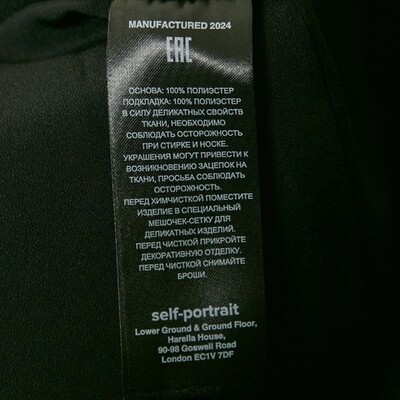 MANUFACTURED 2024
EAC
ОСНОВА: 100% ПОЛИЭСТЕР
ПОДКЛАДКА: 100% ПОЛИЭСТЕР
В СИЛУ ДЕЛИКАТНЫХ СВОЙСТВ
ТКАНИ, НЕОБХОДИМО
СОБЛЮДАТЬ ОСТОРОЖНОСТЬ
ПРИ СТИРКЕ И НОСКЕ.
УКРАШЕНИЯ МОГУТ ПРИВЕСТИ К
ВОЗНИКНОВЕНИЮ ЗАЦЕПОК НА
ТКАНИ, ПРОСЬБА СОБЛЮДАТЬ
ОСТОРОЖНОСТЬ.
ПЕРЕД ХИМЧИСТКОЙ ПОМЕСТИТЕ
ИЗДЕЛИЕ В СПЕЦИАЛЬНЫЙ
МЕШОЧЕК-СЕТКУ ДЛЯ
ДЕЛИКАТНЫХ ИЗДЕЛИЙ.
ПЕРЕД ЧИСТКОЙ ПРИКРОЙТЕ
ДЕКОРАТИВНУЮ ОТДЕЛКУ.
ПЕРЕД ЧИСТКОЙ СНИМАЙТЕ
БРОШИ.
self-portrait
Lower Ground & Ground Floor,
Harella House,
90-98 Goswell Road
London EC1V 7DF